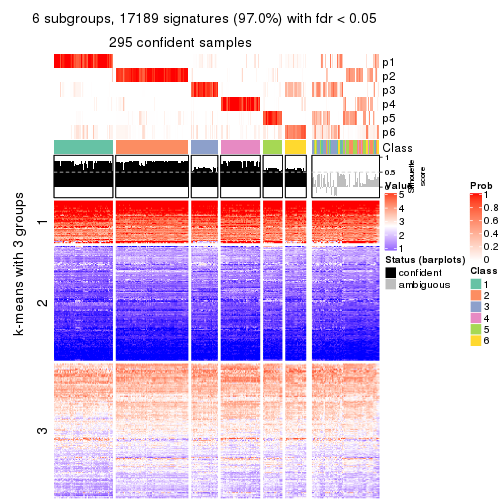 6 subgroups, 17189 signatures (97.0%) with fdr < 0.05
295 confident samples
p1
p2
p3
p4
p5
p6
Class
1
0.5
0
Silhouette
score
k-means with 3 groups
1
2
3
Value
5
4
3
2
1
Status (barplots)
confident
ambiguous
Prob
1
0.8
0.6
0.4
0.2
0
Class
1
2
3
4
5
6